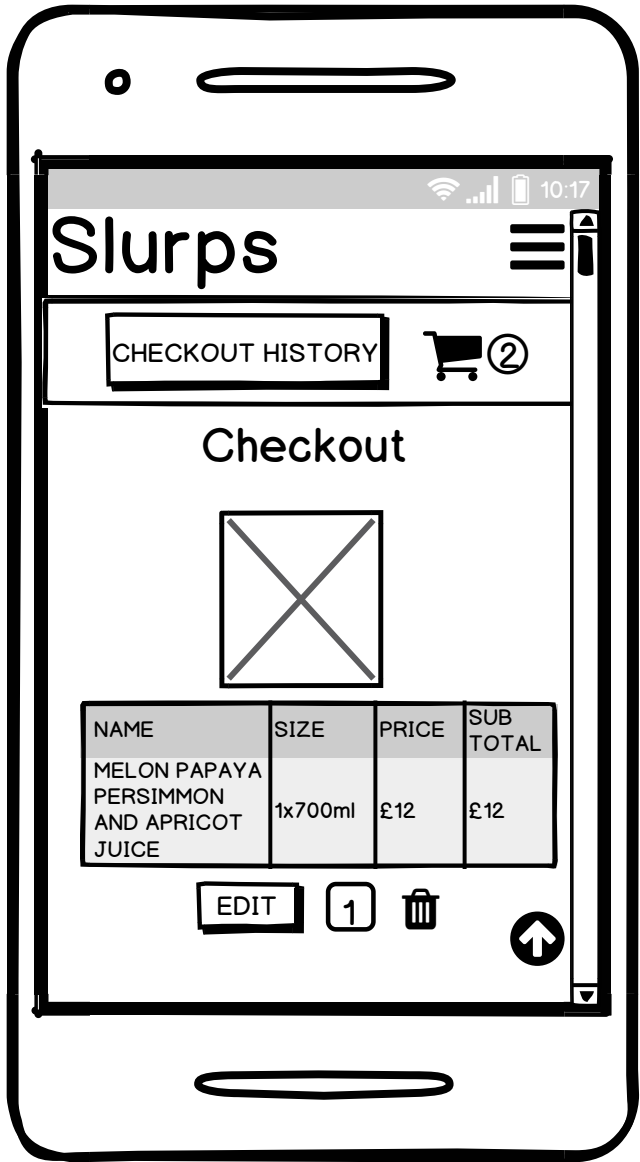 10:17
Slurps
CHECKOUT HISTORY
2
Checkout
NAME SIZE PRICE SUB TOTAL
MELON PAPAYA PERSIMMON AND APRICOT JUICE 1x700ml £12 £12
EDIT 1